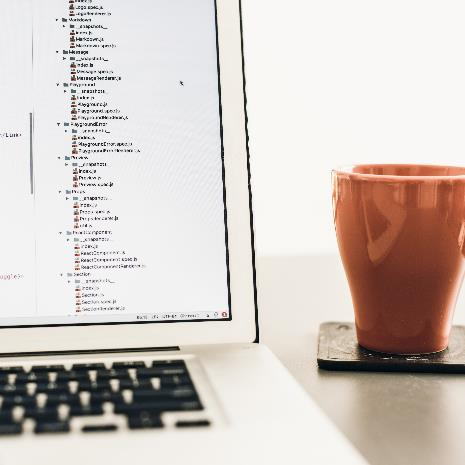 Index.js
Logo.spec.js
LogoRenderer.js
Markdown
__snapshots__
index.js
Markdown.js
Markdown.spec.js
Message
__snapshots__
index.js
Message.spec.js
MessageRenderer.js
Playground
__snapshots__
index.js
Playground.js
Playground.spec.js
PlaygroundRenderer.js
PlaygroundError
__snapshots__
index.js
PlaygroundError.spec.js
PlaygroundErrorRenderer.js
Preview
__snapshots__
index.js
Preview.js
Preview.spec.js
Props
__snapshots__
index.js
Props.spec.js
PropsRenderer.js
util.js
ReactComponent
__snapshots__
index.js
ReactComponent.js
ReactComponent.spec.js
ReactComponentRenderer.js
Section
__snapshots__
index.js
Section.js
Section.spec.js
SectionRenderer.js